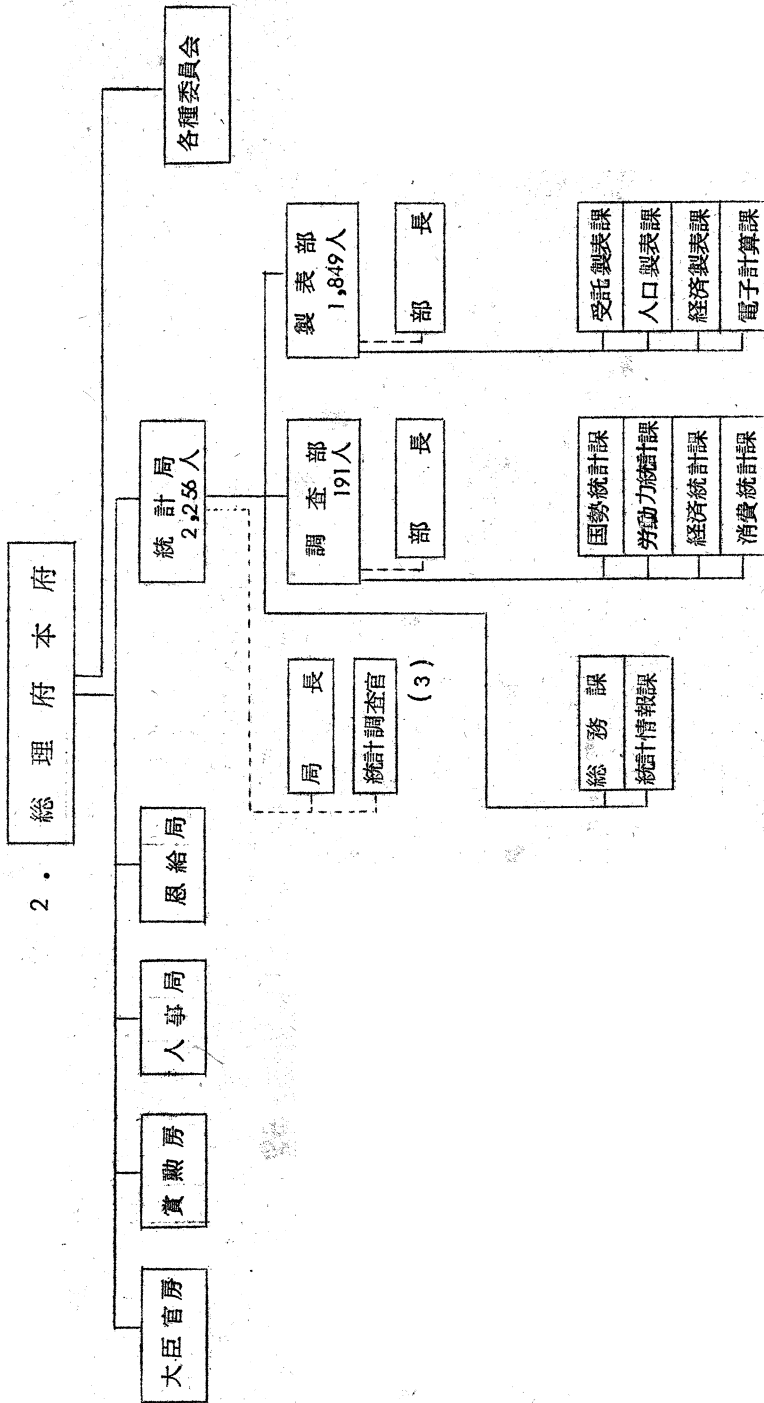 2. 総理府本府
大臣官房
賞勲房
人事局
恩給局
統計局
2,256人
各種委員会
局長
統計調査官
(3)
調査部
191人
部長
製表部
1,849人
部長
総務課
統計情報課
国勢統計課
労動力統計課
経済統計課
消費統計課
受託製表課
人口製表課
経済製表課
電子計算課